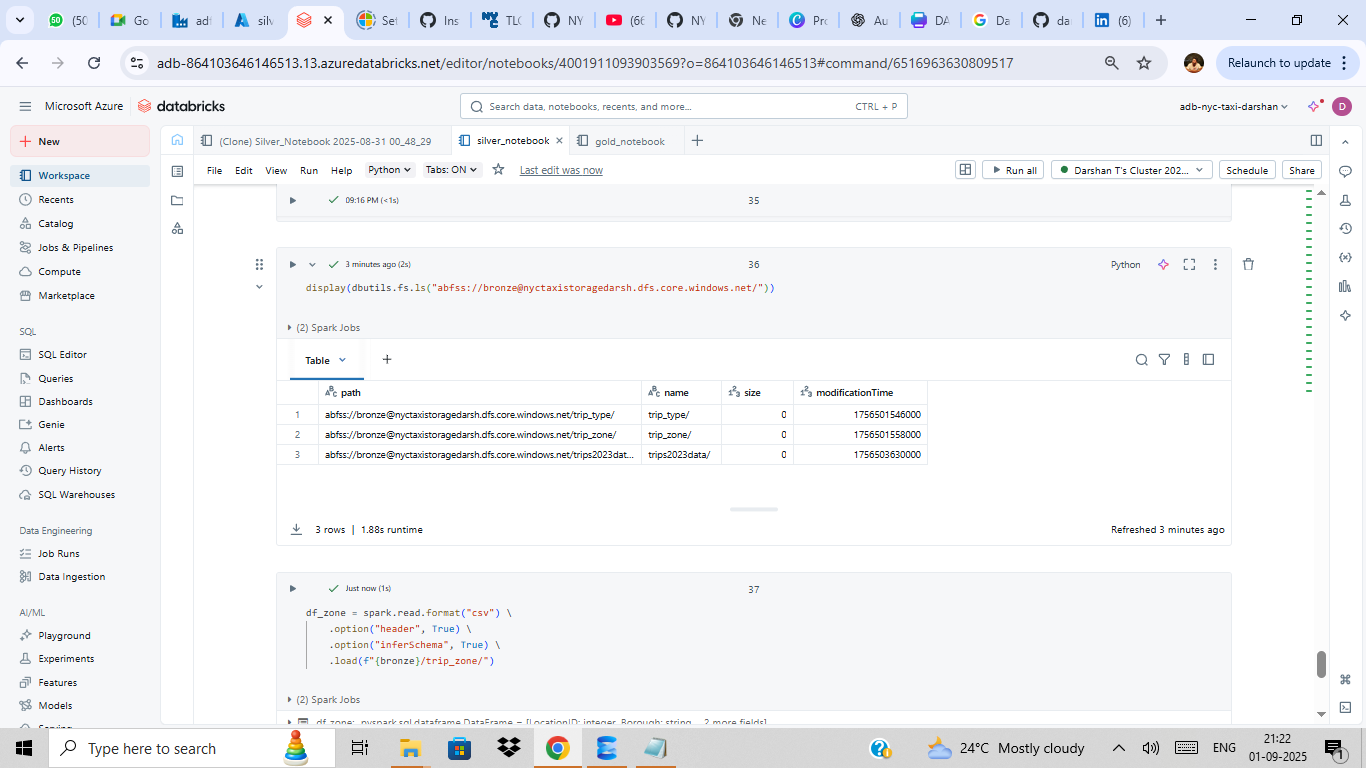 (50
Go
adf
silv
Set
Ins
TLC
NY
(66
NY
Ne
Pro
Au
DA
Da
da
(6)
adb-864103646146513.13.azuredatabricks.net/editor/notebooks/4001911093903569?o=864103646146513#command/6516963630809517
Relaunch to update
Microsoft Azure
databricks
Search data, notebooks, recents, and more...
CTRL + P
adb-nyc-taxi-darshan
D
New
Workspace
Recents
Catalog
Jobs & Pipelines
Compute
Marketplace
SQL
SQL Editor
Queries
Dashboards
Genie
Alerts
Query History
SQL Warehouses
Data Engineering
Job Runs
Data Ingestion
AI/ML
Playground
Experiments
Features
Models
Serving
(Clone) Silver_Notebook 2025-08-31 00_48_29
silver_notebook
gold_notebook
File Edit View Run Help Python Tabs: ON Last edit was now
Run all
Darshan T's Cluster 202...
Schedule
Share
09:16 PM (<1s)
35
3 minutes ago (2s)
36
Python
display(dbutils.fs.ls("abfss://bronze@nyctaxistoragedarsh.dfs.core.windows.net/"))
(2) Spark Jobs
Table
path name size modificationTime
1 abfss://bronze@nyctaxistoragedarsh.dfs.core.windows.net/trip_type/ trip_type/ 0 1756501546000
2 abfss://bronze@nyctaxistoragedarsh.dfs.core.windows.net/trip_zone/ trip_zone/ 0 1756501558000
3 abfss://bronze@nyctaxistoragedarsh.dfs.core.windows.net/trips2023dat... trips2023data/ 0 1756503630000
3 rows | 1.88s runtime
Refreshed 3 minutes ago
Just now (1s)
37
df_zone = spark.read.format("csv") \
.option("header", True) \
.option("inferSchema", True) \
.load(f"{bronze}/trip_zone/")
(2) Spark Jobs
df_zone: pyspark.sql.dataframe.DataFrame = [LocationID: integer, Borough: string ... 2 more fields]
Type here to search
24°C Mostly cloudy
ENG
21:22
01-09-2025
1